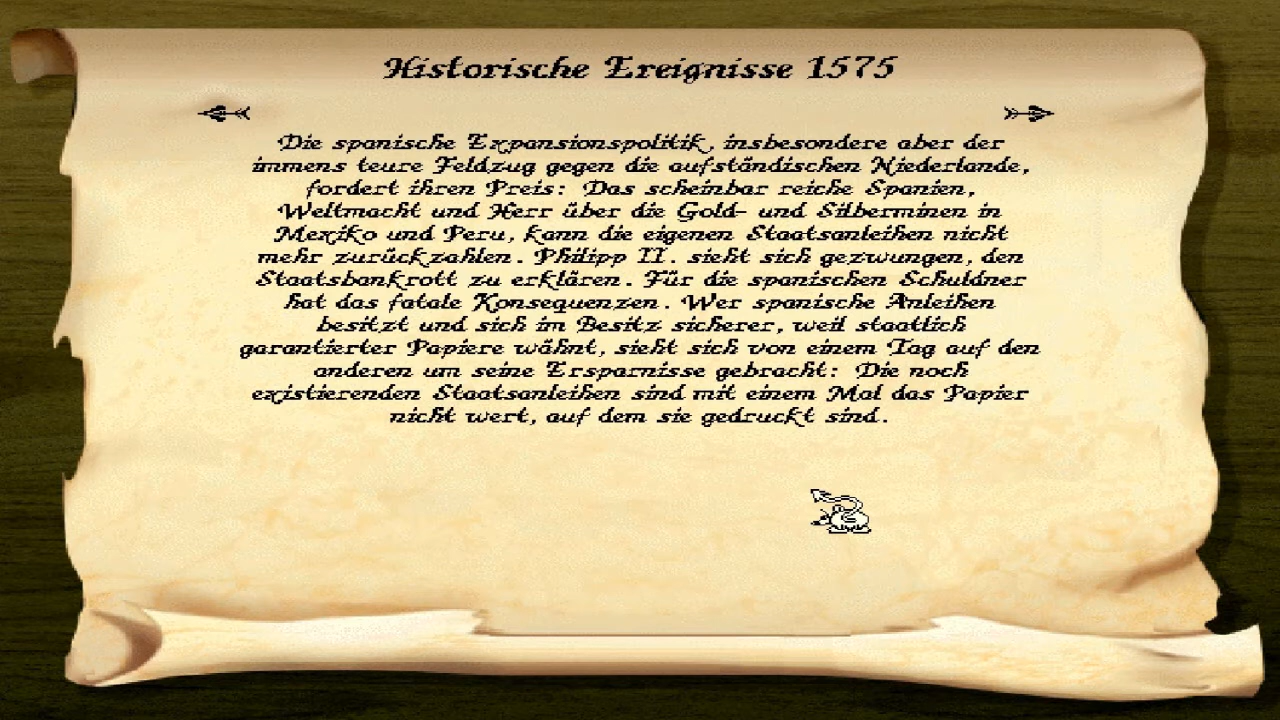 Historische Ereignisse 1575
Die spanische Expansionspolitik, insbesondere aber der
immens teure Feldzug gegen die aufständischen Niederlande,
fordert ihren Preis: Das scheinbar reiche Spanien,
Weltmacht und Herr über die Gold- und Silberminen in
Mexiko und Peru, kann die eigenen Staatsanleihen nicht
mehr zurückzahlen. Philipp II. sieht sich gezwungen, den
Staatsbankrott zu erklären. Für die spanischen Schuldner
hat das fatale Konsequenzen. Wer spanische Anleihen
besitzt und sich im Besitz sicherer, weil staatlich
garantierter Papiere wähnt, sieht sich von einem Tag auf den
anderen um seine Ersparnisse gebracht: Die noch
existierenden Staatsanleihen sind mit einem Mal das Papier
nicht wert, auf dem sie gedruckt sind.